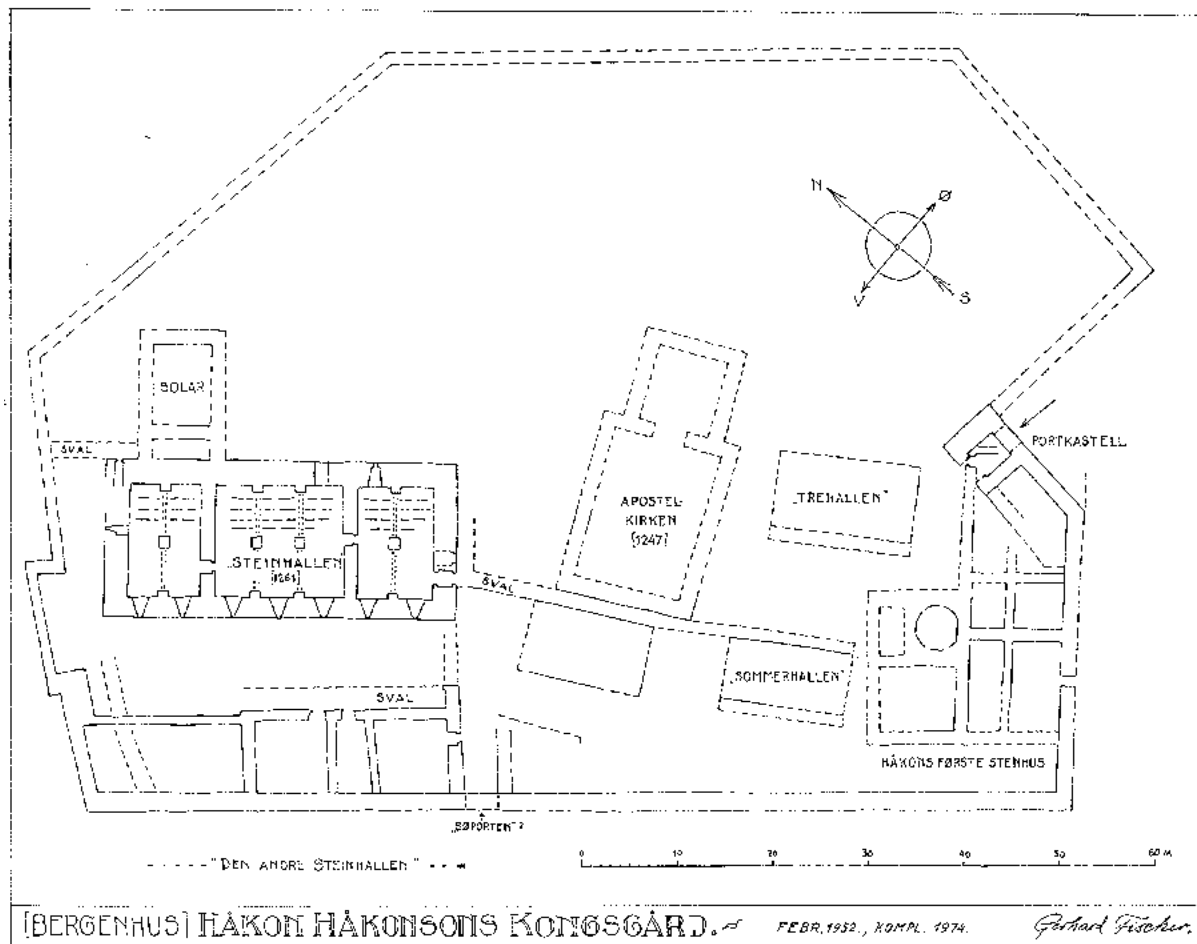 N
Ø
V
S
SOLAR
SVAL
PORTKASTELL
„TREHALLEN"
APOSTEL-
KIRKEN
[1247]
„STEINHALLEN
[1261]
SVAL
„SOMMERHALLEN"
SVAL
HÅKONS FØRSTE STENHUS
„SØPORTEN"?
"DEN ANDRE STEINHALLEN"
0 10 20 30 40 50 60 M
[BERGENHUS] HÅKON HÅKONSONS KONGSGÅRD.
FEBR. 1952., KOMPL. 1974.
Gerhard Fischer.